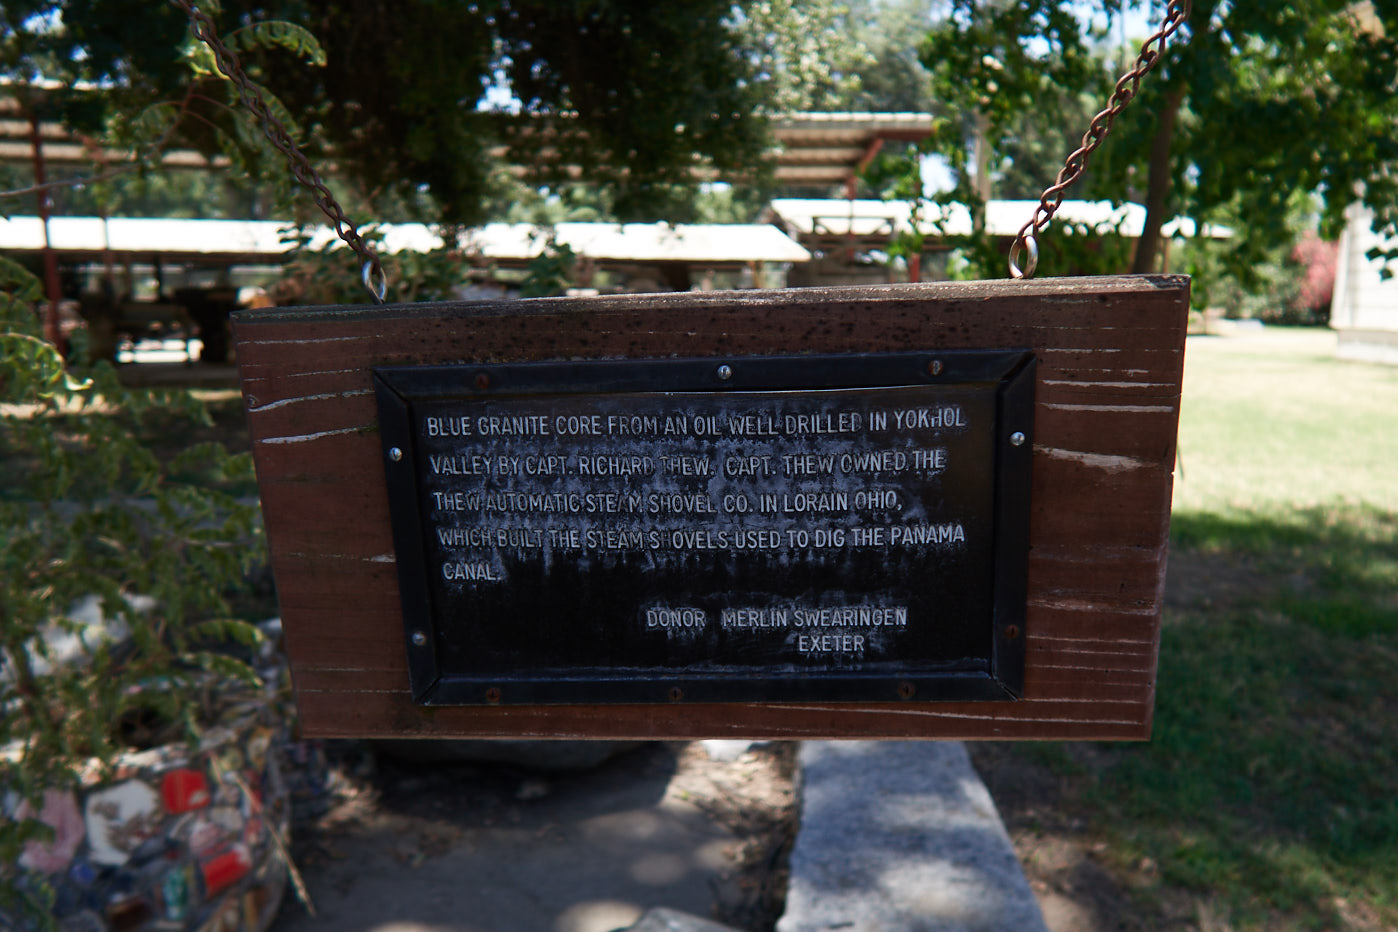 BLUE GRANITE CORE FROM AN OIL WELL DRILLED IN YOKHOL
VALLEY BY CAPT. RICHARD THEW. CAPT. THEW OWNED THE
THEW AUTOMATIC STEAM SHOVEL CO. IN LORAIN OHIO,
WHICH BUILT THE STEAM SHOVELS USED TO DIG THE PANAMA
CANAL.
DONOR MERLIN SWEARINGEN
EXETER